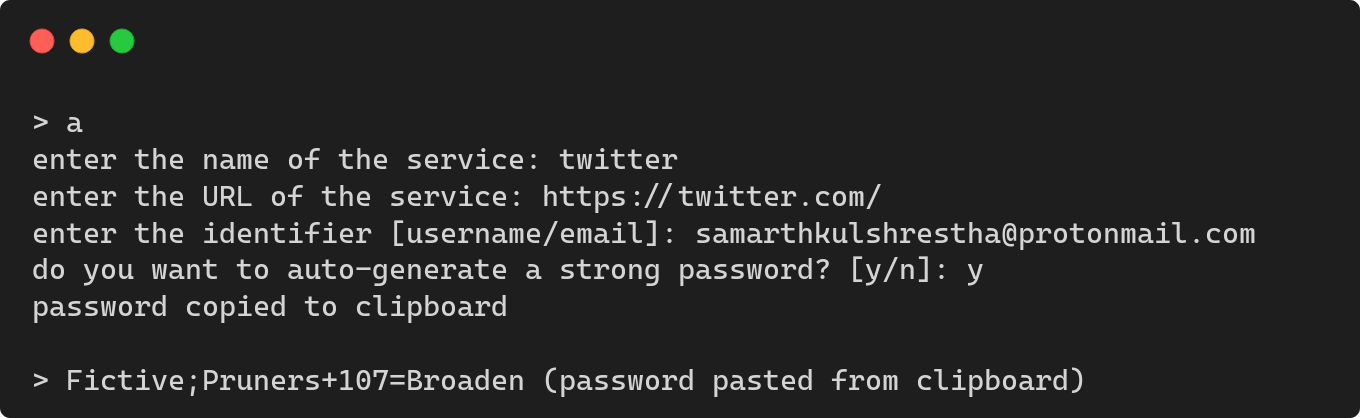 > a
enter the name of the service: twitter
enter the URL of the service: https://twitter.com/
enter the identifier [username/email]: samarthkulshrestha@protonmail.com
do you want to auto-generate a strong password? [y/n]: y
password copied to clipboard
> Fictive;Pruners+107=Broaden (password pasted from clipboard)